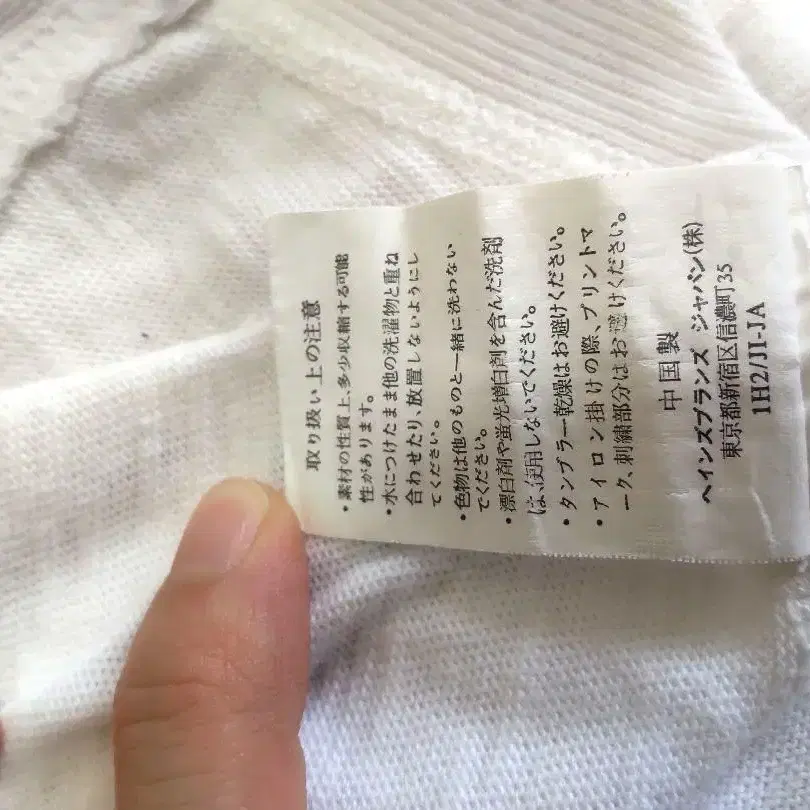 取り扱い上の注意
・素材の性質上、多少収縮する可能
性があります。
・水につけたまま他の洗濯物と重ね
合わせたり、放置しないようにし
てください。
・色物は他のものと一緒に洗わない
でください。
・漂白剤や蛍光増白剤を含んだ洗剤
は、使用しないでください。
・タンブラー乾燥はお避けください。
・アイロン掛けの際、プリントマ
ーク、刺繍部分はお避けください。
中国製
ヘインズブランズ ジャパン(株)
東京都新宿区信濃町35
1H2/JI-JA